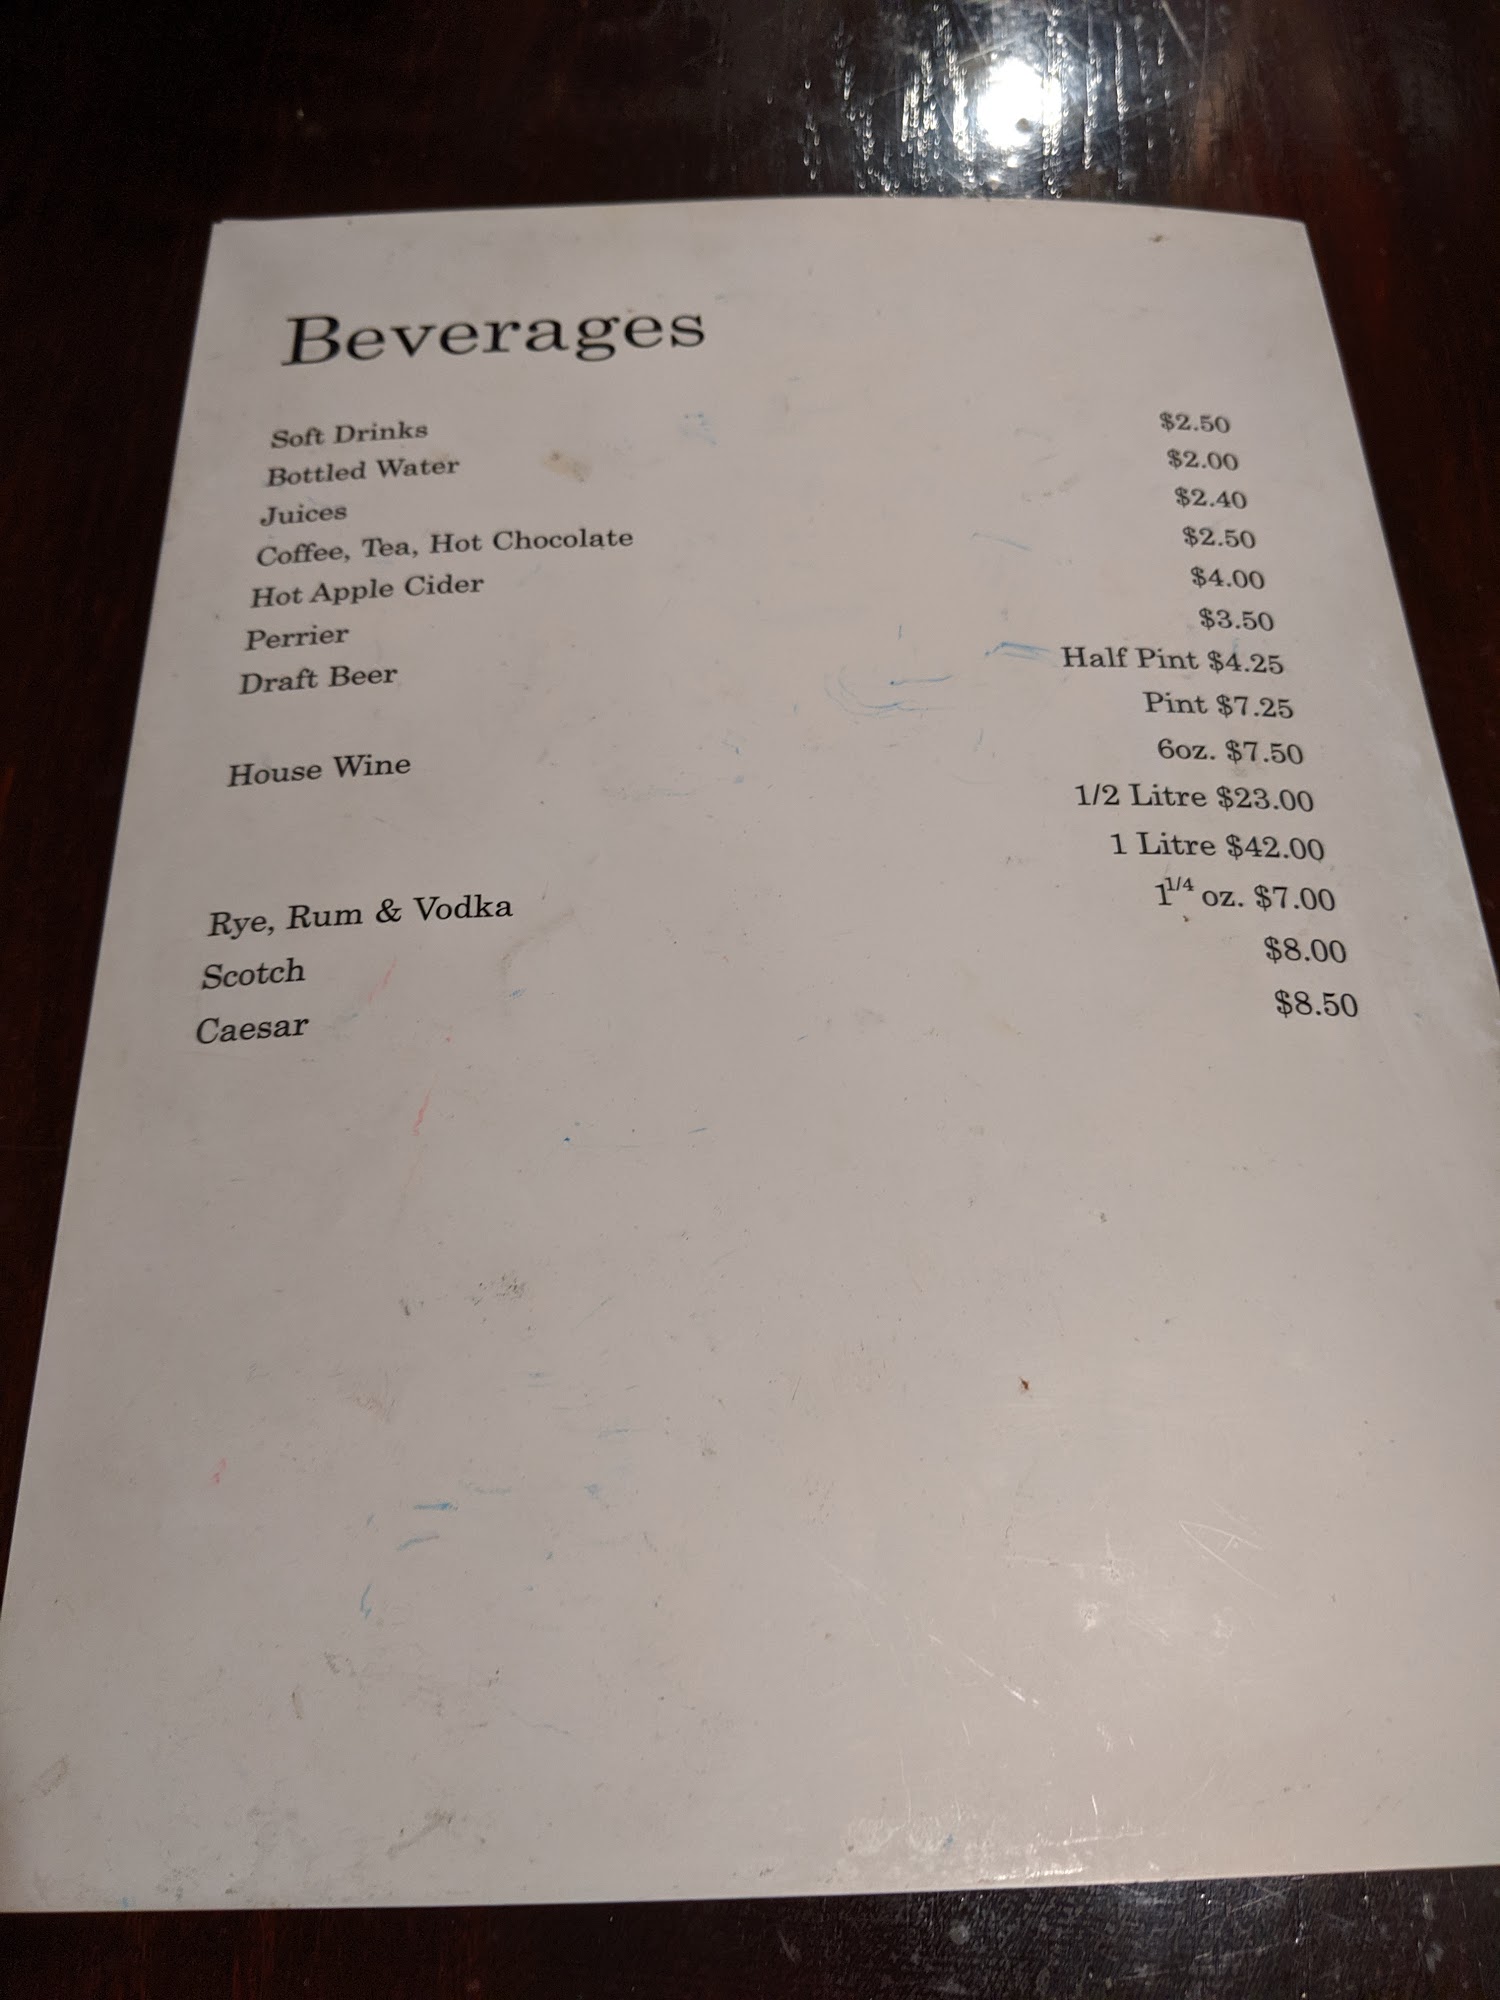 Beverages
Soft Drinks $2.50
Bottled Water $2.00
Juices $2.40
Coffee, Tea, Hot Chocolate $2.50
Hot Apple Cider $4.00
Perrier $3.50
Draft Beer Half Pint $4.25
Pint $7.25
House Wine 6oz. $7.50
1/2 Litre $23.00
1 Litre $42.00
Rye, Rum & Vodka 1 1/4 oz. $7.00
Scotch $8.00
Caesar $8.50